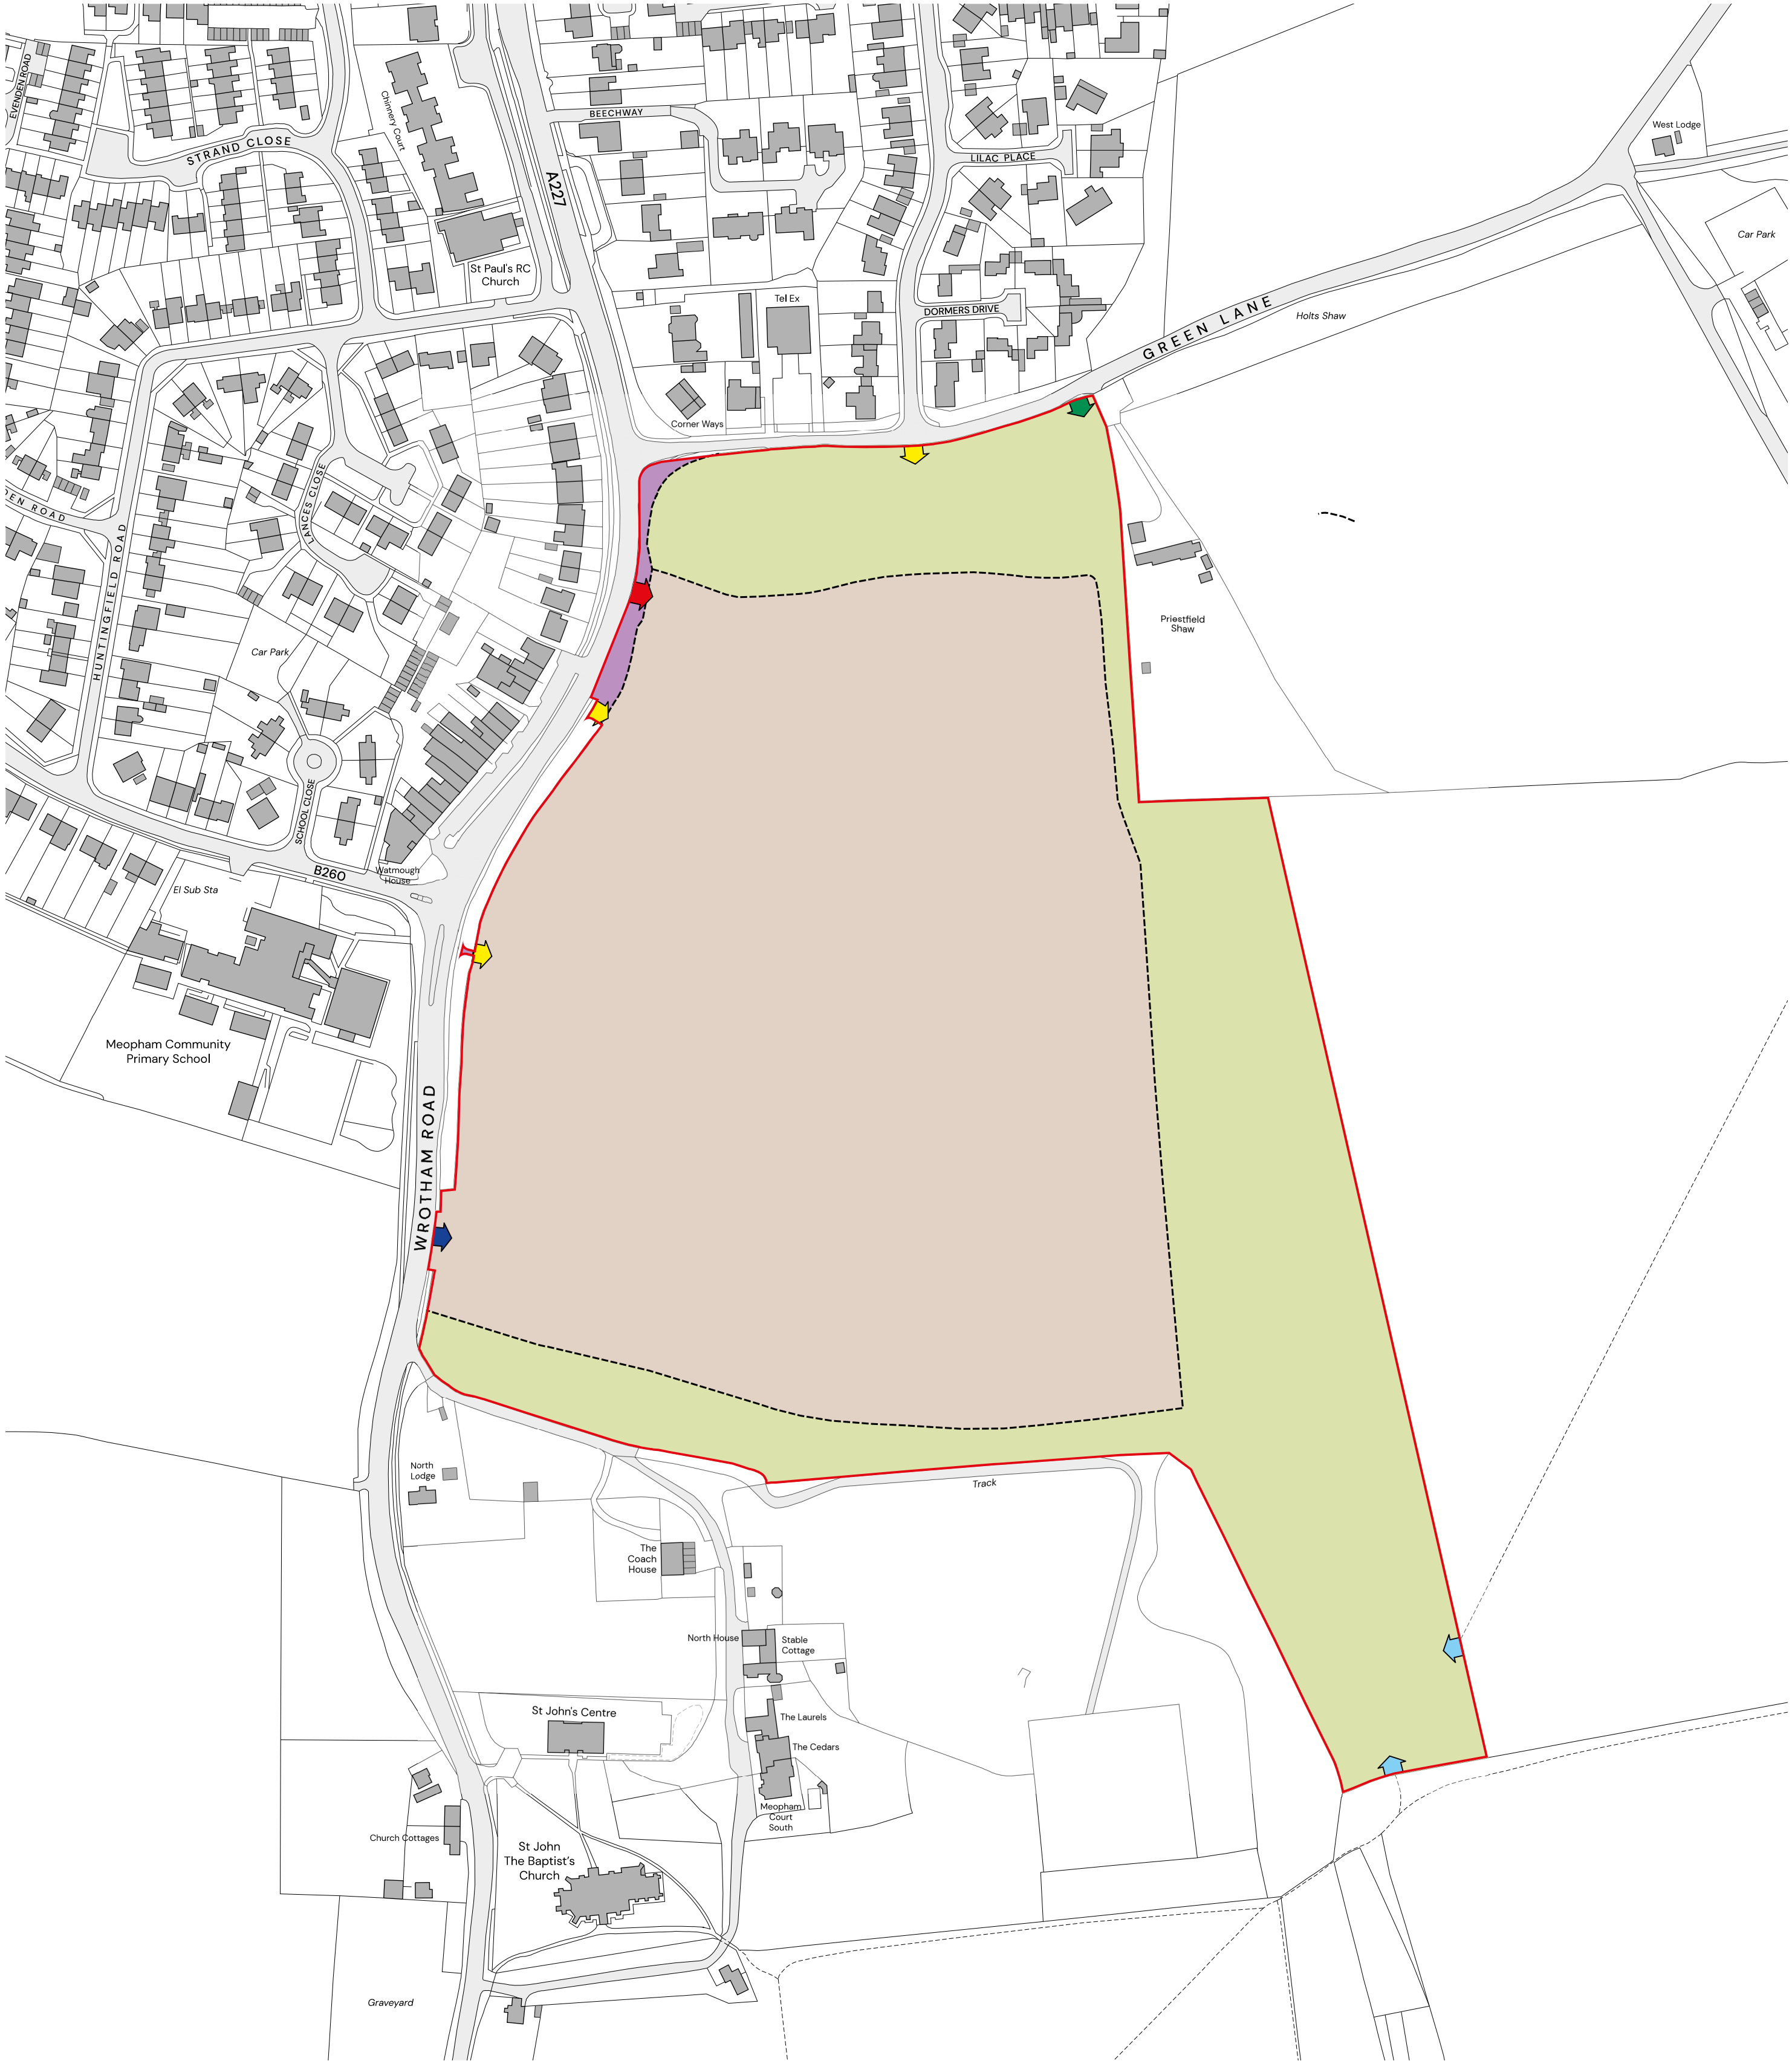 EVENDEN ROAD
STRAND CLOSE
Chinnery Court
A227
BEECHWAY
LILAC PLACE
West Lodge
Car Park
St Paul's RC
Church
Tel Ex
DORMERS DRIVE
GREEN LANE
Holts Shaw
Corner Ways
DEN ROAD
LANCES CLOSE
HUNTINGFIELD ROAD
Car Park
Priestfield
Shaw
SCHOOL CLOSE
B260
Watmough
House
El Sub Sta
Meopham Community
Primary School
WROTHAM ROAD
North
Lodge
Track
The
Coach
House
North House
Stable
Cottage
St John's Centre
The Laurels
The Cedars
Meopham
Court
South
Church Cottages
St John
The Baptist's
Church
Graveyard